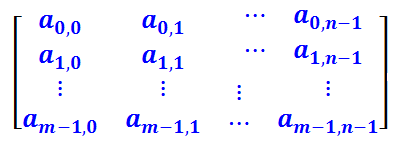 a₀,₀ a₀,₁ ⋯ a₀,ₙ₋₁
a₁,₀ a₁,₁ ⋯ a₁,ₙ₋₁
⋮ ⋮ ⋮ ⋮
aₘ₋₁,₀ aₘ₋₁,₁ … aₘ₋₁,ₙ₋₁